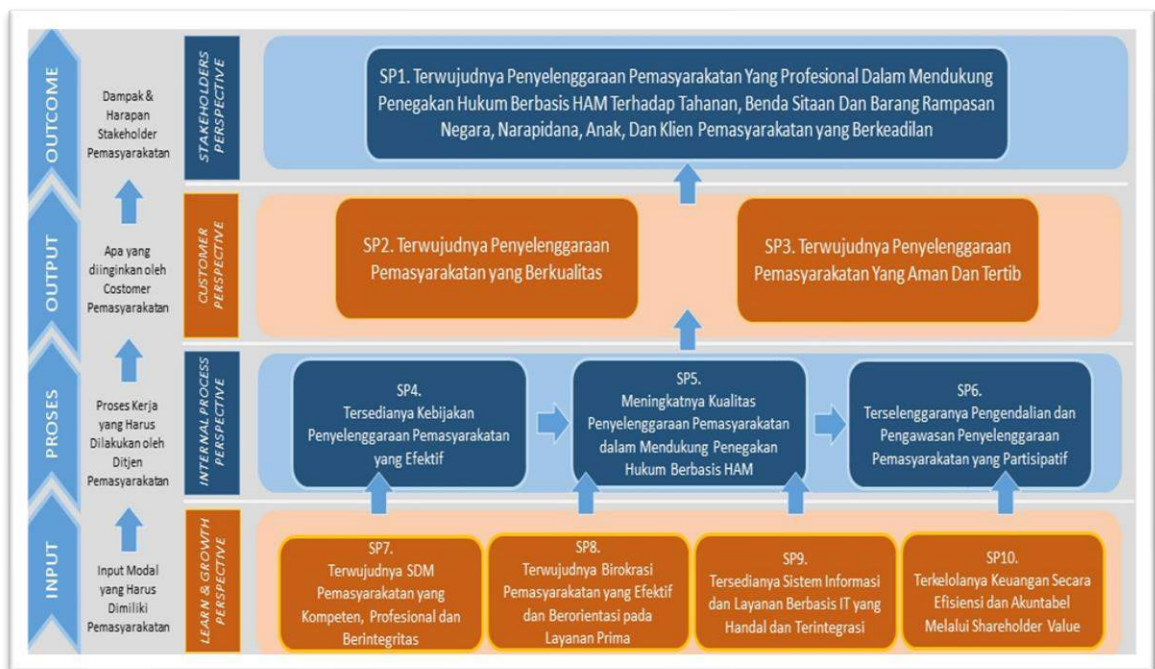 OUTCOME
Dampak &
Harapan
Stakeholder
Pemasyarakatan
STAKEHOLDERS
PERSPECTIVE
SP1. Terwujudnya Penyelenggaraan Pemasyarakatan Yang Profesional Dalam Mendukung
Penegakan Hukum Berbasis HAM Terhadap Tahanan, Benda Sitaan Dan Barang Rampasan
Negara, Narapidana, Anak, Dan Klien Pemasyarakatan yang Berkeadilan
OUTPUT
Apa yang
diinginkan oleh
Costomer
Pemasyarakatan
CUSTOMER
PERSPECTIVE
SP2. Terwujudnya Penyelenggaraan
Pemasyarakatan yang Berkualitas
SP3. Terwujudnya Penyelenggaraan
Pemasyarakatan Yang Aman Dan Tertib
PROSES
Proses Kerja
yang Harus
Dilakukan oleh
Ditjen
Pemasyarakatan
INTERNAL PROCESS
PERSPECTIVE
SP4.
Tersedianya Kebijakan
Penyelenggaraan Pemasyarakatan
yang Efektif
SP5.
Meningkatnya Kualitas
Penyelenggaraan Pemasyarakatan
dalam Mendukung Penegakan
Hukum Berbasis HAM
SP6.
Terselenggaranya Pengendalian dan
Pengawasan Penyelenggaraan
Pemasyarakatan yang Partisipatif
INPUT
Input Modal
yang Harus
Dimiliki
Pemasyarakatan
LEARN & GROWTH
PERSPECTIVE
SP7.
Terwujudnya SDM
Pemasyarakatan yang
Kompeten, Profesional dan
Berintegritas
SP8.
Terwujudnya Birokrasi
Pemasyarakatan yang Efektif
dan Berorientasi pada
Layanan Prima
SP9.
Tersedianya Sistem Informasi
dan Layanan Berbasis IT yang
Handal dan Terintegrasi
SP10.
Terkelolanya Keuangan Secara
Efisiensi dan Akuntabel
Melalui Shareholder Value